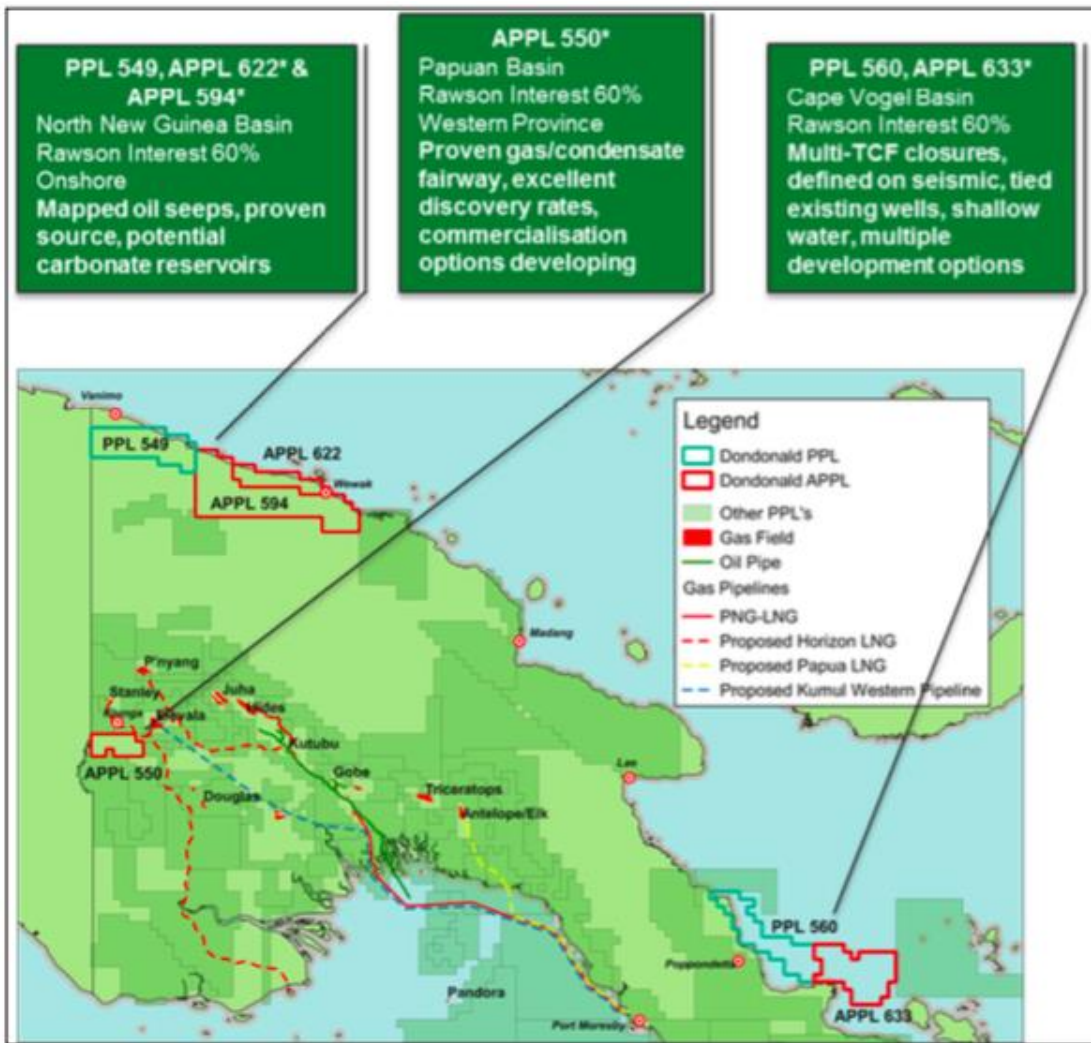 PPL 549, APPL 622* &
APPL 594*
North New Guinea Basin
Rawson Interest 60%
Onshore
Mapped oil seeps, proven
source, potential
carbonate reservoirs
APPL 550*
Papuan Basin
Rawson Interest 60%
Western Province
Proven gas/condensate
fairway, excellent
discovery rates,
commercialisation
options developing
PPL 560, APPL 633*
Cape Vogel Basin
Rawson Interest 60%
Multi-TCF closures,
defined on seismic, tied
existing wells, shallow
water, multiple
development options
Vanimo
PPL 549
APPL 622
Wewak
APPL 594
Legend
Dondonald PPL
Dondonald APPL
Other PPL's
Gas Field
Oil Pipe
Gas Pipelines
PNG-LNG
Proposed Horizon LNG
Proposed Papua LNG
Proposed Kumul Western Pipeline
Madang
P'nyang
Stanley
Juha
Kutubu
APPL 550
Gobe
Lae
Douglas
Triceratops
Antelope/Elk
PPL 560
Poppondetta
Pandora
APPL 633
Port Moresby